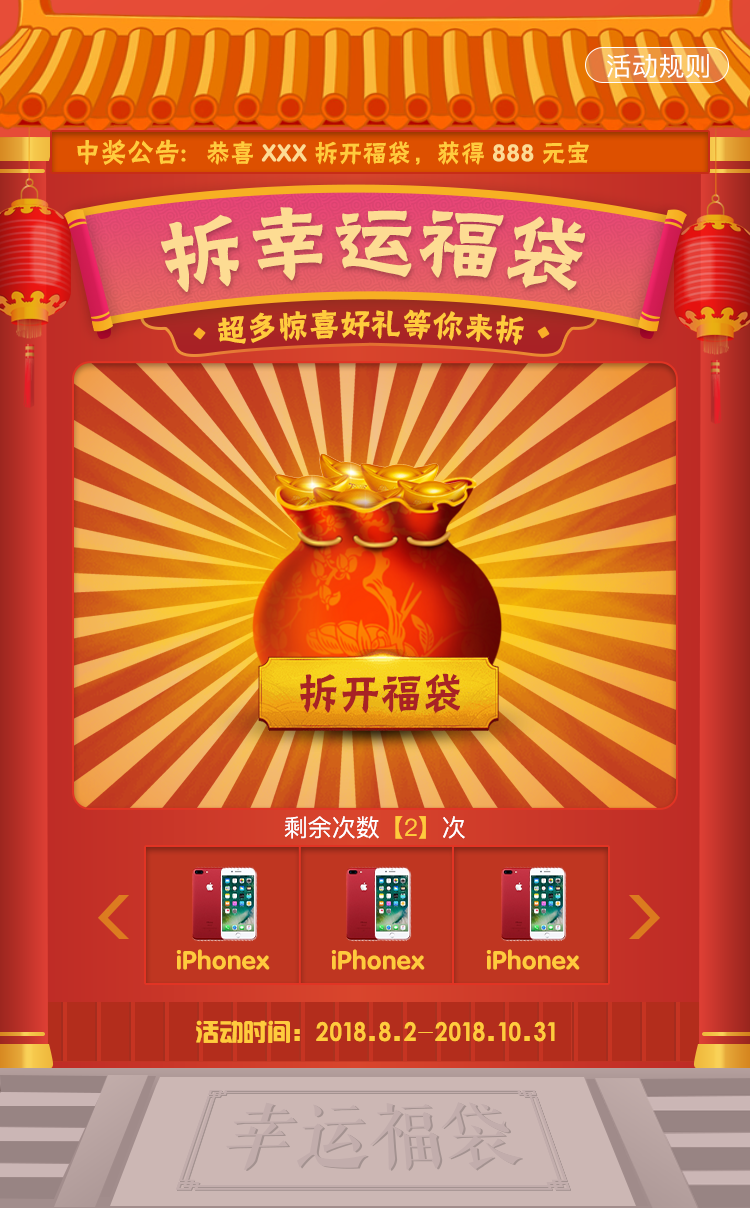 活动规则
中奖公告：恭喜 XXX 拆开福袋，获得 888 元宝
拆幸运福袋
超多惊喜好礼等你来拆
拆开福袋
剩余次数【2】次
iPhonex iPhonex iPhonex
活动时间：2018.8.2—2018.10.31
幸运福袋